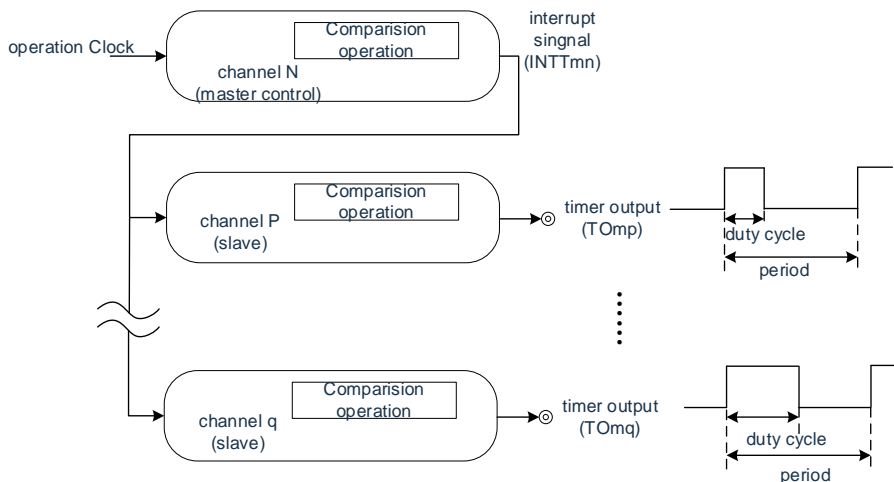 operation Clock
Comparision
operation
channel N
(master control)
interrupt
singnal
(INTTmn)
Comparision
operation
channel P
(slave)
timer output
(TOmp)
duty cycle
period
Comparision
operation
channel q
(slave)
timer output
(TOmq)
duty cycle
period